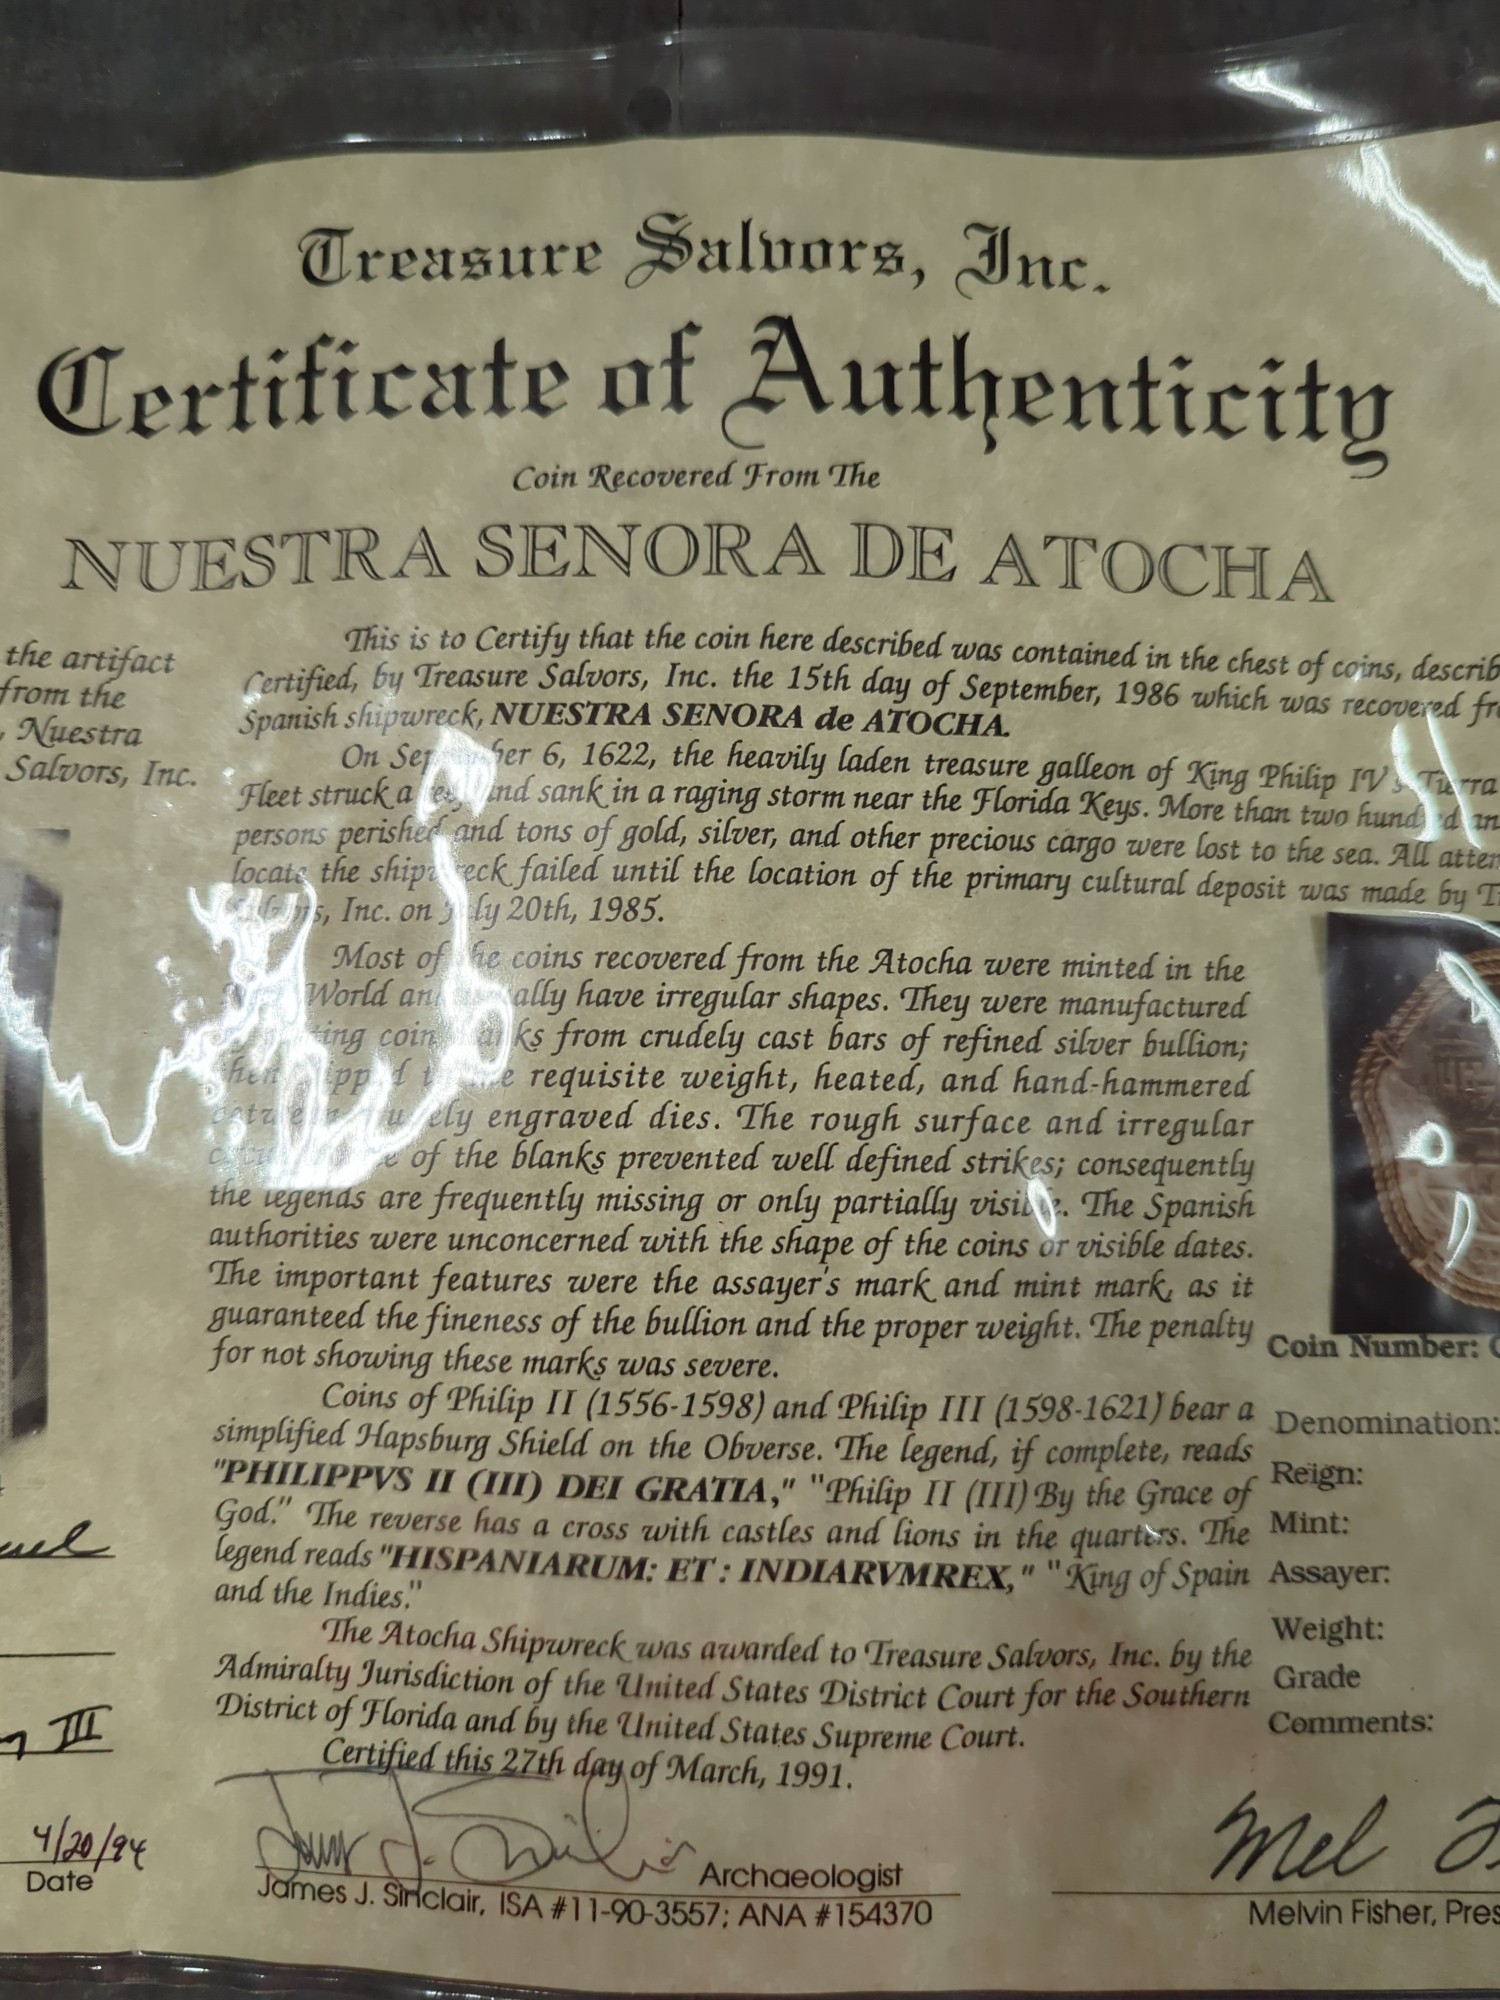 Treasure Salvors, Inc.
Certificate of Authenticity
Coin Recovered From The
NUESTRA SENORA DE ATOCHA
the artifact
from the
, Nuestra
Salvors, Inc.
This is to Certify that the coin here described was contained in the chest of coins,
Certified, by Treasure Salvors, Inc. the 15th day of September, 1986 which was recovered
Spanish shipwreck, NUESTRA SENORA de ATOCHA.
On 6, 1622, the heavily laden treasure galleon of King Philip IV's Tierra
Fleet struck a and sank in a raging storm near the Florida Keys. More than two
persons perished and tons of gold, silver, and other precious cargo were lost to the sea. All
locate the shipwreck failed until the location of the primary cultural deposit was made by
Inc. on July 20th, 1985.
Most of the coins recovered from the Atocha were minted in the
World have irregular shapes. They were manufactured
from crudely cast bars of refined silver bullion;
requisite weight, heated, and hand-hammered
engraved dies. The rough surface and irregular
of the blanks prevented well defined strikes; consequently
the legends are frequently missing or only partially visible. The Spanish
authorities were unconcerned with the shape of the coins or visible dates.
The important features were the assayer's mark and mint mark, as it
guaranteed the fineness of the bullion and the proper weight. The penalty
for not showing these marks was severe.
Coins of Philip II (1556-1598) and Philip III (1598-1621) bear a
simplified Hapsburg Shield on the Obverse. The legend, if complete, reads
"PHILIPPVS II (III) DEI GRATIA," "Philip II (III) By the Grace of
God." The reverse has a cross with castles and lions in the quarters. The
legend reads "HISPANIARUM: ET : INDIARVMREX," "King of Spain
and the Indies."
The Atocha Shipwreck was awarded to Treasure Salvors, Inc. by the
Admiralty Jurisdiction of the United States District Court for the Southern
District of Florida and by the United States Supreme Court.
Certified this 27th day of March, 1991.
Coin Number:
Denomination:
Reign:
Mint:
Assayer:
Weight:
Grade
Comments:
III
4/20/94
Date
Archaeologist
James J. Sinclair, ISA #11-90-3557; ANA #154370
Mel
Melvin Fisher,